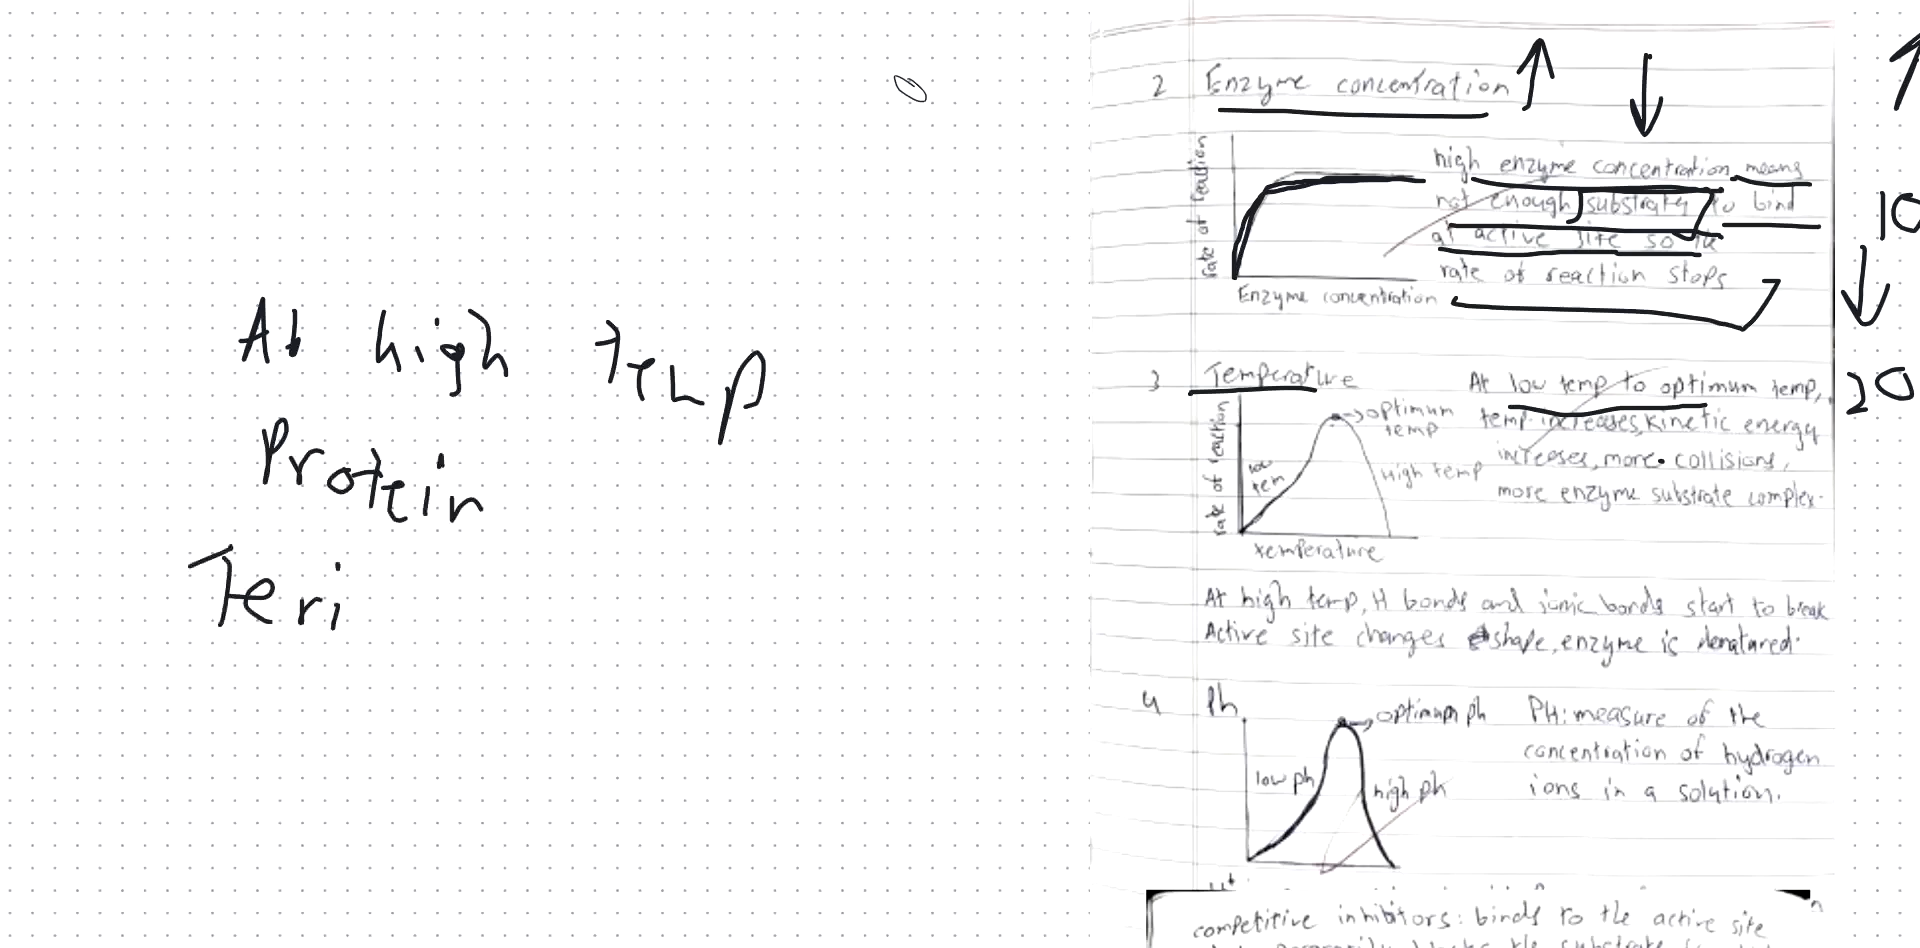 At high temp
Protein
Teri
2 Enzyme concentration
rate of reaction
Enzyme concentration
high enzyme concentration means
not enough substrate to bind
at active site so the
rate of reaction stops
10
20
3 Temperature
rate of reaction
low
tem
optimum
temp
High temp
temperature
At low temp to optimum temp,
temp increases, kinetic energy
increoses, more collisions,
more enzyme substrate complex.
At high temp, H bonds and ionic bonds start to break
Active site changes shape, enzyme is denatured.
4 Ph
optimum ph
low ph
high ph
PH: measure of the
concentration of hydrogen
ions in a solution.
competitive inhibitors: binds to the active site